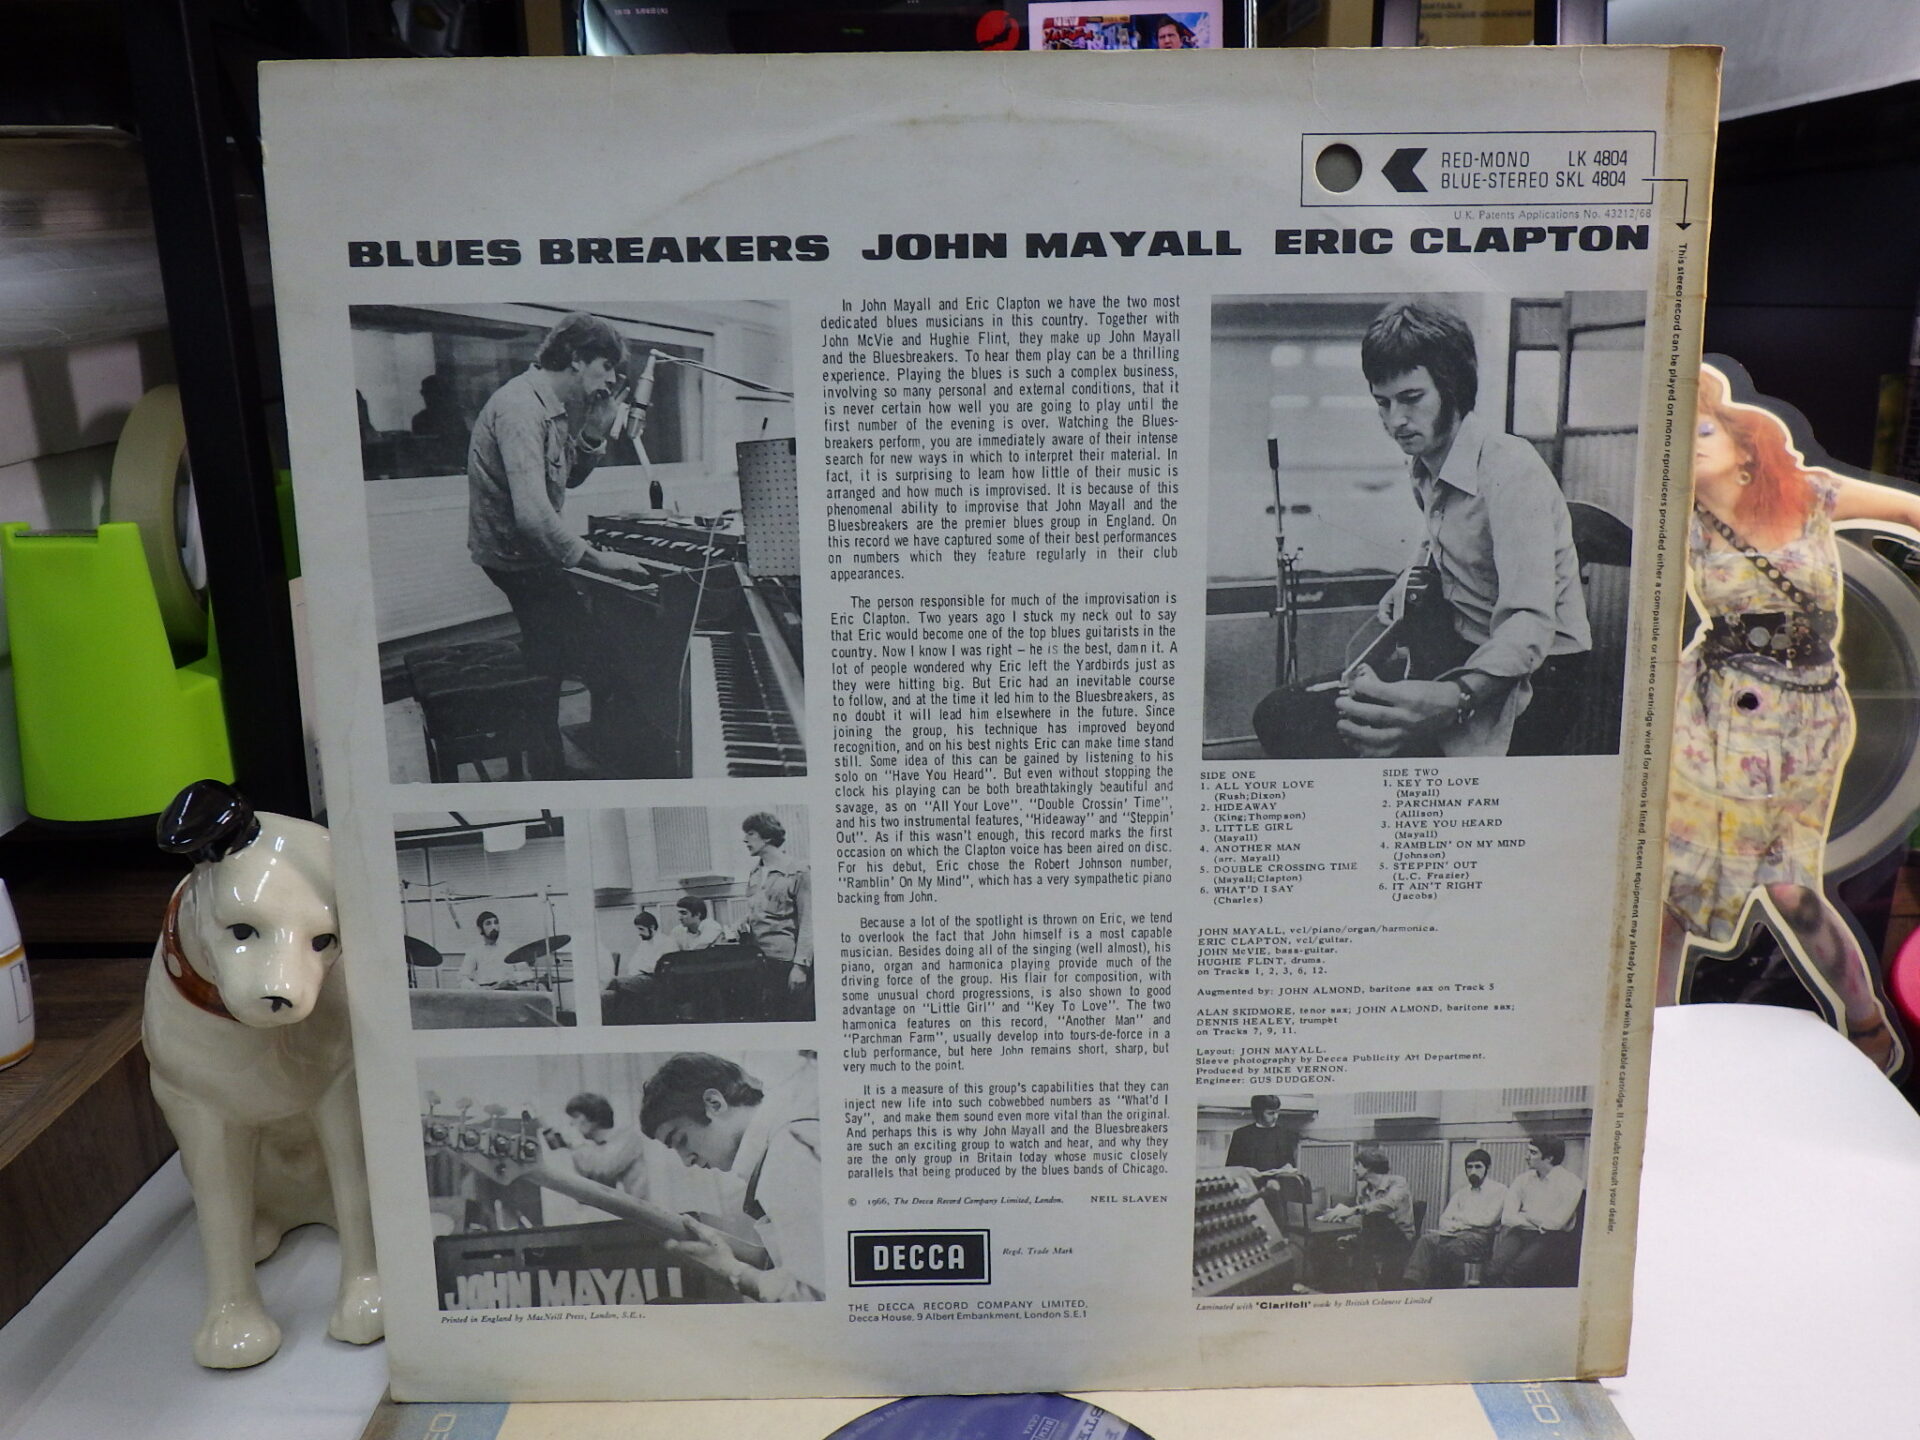 RED-MONO LK 4804
BLUE-STEREO SKL 4804
U.K. Patents Applications No. 43212/68
BLUES BREAKERS JOHN MAYALL ERIC CLAPTON
In John Mayall and Eric Clapton we have the two most
dedicated blues musicians in this country. Together with
John McVie and Hughie Flint, they make up John Mayall
and the Bluesbreakers. To hear them play can be a thrilling
experience. Playing the blues is such a complex business,
involving so many personal and external conditions, that it
is never certain how well you are going to play until the
first number of the evening is over. Watching the Blues-
breakers perform, you are immediately aware of their intense
search for new ways in which to interpret their material. In
fact, it is surprising to learn how little of their music is
arranged and how much is improvised. It is because of this
phenomenal ability to improvise that John Mayall and the
Bluesbreakers are the premier blues group in England. On
this record we have captured some of their best performances
on numbers which they feature regularly in their club
appearances.
The person responsible for much of the improvisation is
Eric Clapton. Two years ago I stuck my neck out to say
that Eric would become one of the top blues guitarists in the
country. Now I know I was right – he is the best, damn it. A
lot of people wondered why Eric left the Yardbirds just as
they were hitting big. But Eric had an inevitable course
to follow, and at the time it led him to the Bluesbreakers, as
no doubt it will lead him elsewhere in the future. Since
joining the group, his technique has improved beyond
recognition, and on his best nights Eric can make time stand
still. Some idea of this can be gained by listening to his
solo on "Have You Heard". But even without stopping the
clock his playing can be both breathtakingly beautiful and
savage, as on "All Your Love". "Double Crossin' Time",
and his two instrumental features, "Hideaway" and "Steppin'
Out". As if this wasn't enough, this record marks the first
occasion on which the Clapton voice has been aired on disc.
For his debut, Eric chose the Robert Johnson number,
"Ramblin' On My Mind", which has a very sympathetic piano
backing from John.
Because a lot of the spotlight is thrown on Eric, we tend
to overlook the fact that John himself is a most capable
musician. Besides doing all of the singing (well almost), his
piano, organ and harmonica playing provide much of the
driving force of the group. His flair for composition, with
some unusual chord progressions, is also shown to good
advantage on "Little Girl" and "Key To Love". The two
harmonica features on this record, "Another Man" and
"Parchman Farm", usually develop into tours-de-force in a
club performance, but here John remains short, sharp, but
very much to the point.
It is a measure of this group's capabilities that they can
inject new life into such cobwebbed numbers as "What'd I
Say", and make them sound even more vital than the original.
And perhaps this is why John Mayall and the Bluesbreakers
are such an exciting group to watch and hear, and why they
are the only group in Britain today whose music closely
parallels that being produced by the blues bands of Chicago.
© 1966, The Decca Record Company Limited, London. NEIL SLAVEN
DECCA
Regd. Trade Mark
THE DECCA RECORD COMPANY LIMITED,
Decca House, 9 Albert Embankment, London S.E.1
SIDE ONE
1. ALL YOUR LOVE
(Rush;Dixon)
2. HIDEAWAY
(King;Thompson)
3. LITTLE GIRL
(Mayall)
4. ANOTHER MAN
(arr. Mayall)
5. DOUBLE CROSSING TIME
(Mayall;Clapton)
6. WHAT'D I SAY
(Charles)
SIDE TWO
1. KEY TO LOVE
(Mayall)
2. PARCHMAN FARM
(Allison)
3. HAVE YOU HEARD
(Mayall)
4. RAMBLIN' ON MY MIND
(Johnson)
5. STEPPIN' OUT
(L.C. Frazier)
6. IT AIN'T RIGHT
(Jacobs)
JOHN MAYALL, vcl/piano/organ/harmonica.
ERIC CLAPTON, vcl/guitar.
JOHN McVIE, bass-guitar.
HUGHIE FLINT, drums.
on Tracks 1, 2, 3, 6, 12.
Augmented by: JOHN ALMOND, baritone sax on Track 5
ALAN SKIDMORE, tenor sax; JOHN ALMOND, baritone sax;
DENNIS HEALEY, trumpet
on Tracks 7, 9, 11.
Layout: JOHN MAYALL.
Sleeve photography by Decca Publicity Art Department.
Produced by MIKE VERNON.
Engineer: GUS DUDGEON.
JOHN MAYALL
Printed in England by MacNeill Press, London, S.E.1.
Laminated with 'Clarifoil' made by British Celanese Limited
This stereo record can be played on mono reproducers provided either a compatible or stereo cartridge wired for mono is fitted. Recent equipment may already be fitted with a suitable cartridge. If in doubt consult your dealer.